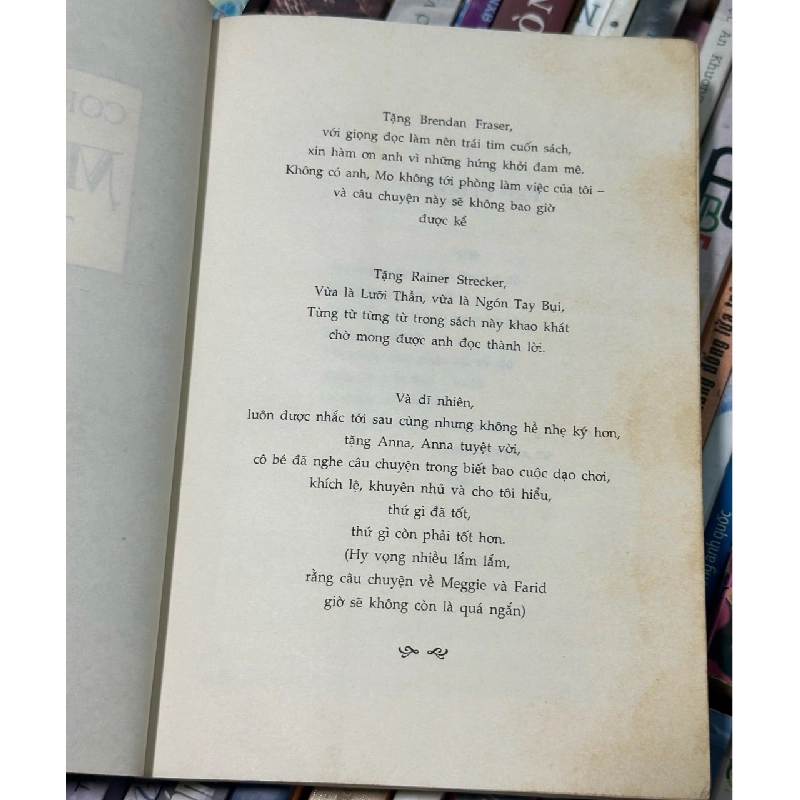 Tặng Brendan Fraser,
với giọng đọc làm nên trái tim cuốn sách,
xin hàm ơn anh vì những hứng khởi đam mê.
Không có anh, Mo không tới phòng làm việc của tôi –
và câu chuyện này sẽ không bao giờ
được kể
Tặng Rainer Strecker,
Vừa là Lưỡi Thần, vừa là Ngón Tay Bụi,
Từng từ từng từ trong sách này khao khát
chờ mong được anh đọc thành lời.
Và dĩ nhiên,
luôn được nhắc tới sau cùng nhưng không hề nhẹ ký hơn,
tặng Anna, Anna tuyệt vời,
cô bé đã nghe câu chuyện trong biết bao cuộc dạo chơi,
khích lệ, khuyên nhủ và cho tôi hiểu,
thứ gì đã tốt,
thứ gì còn phải tốt hơn.
(Hy vọng nhiều lắm lắm,
rằng câu chuyện về Meggie và Farid
giờ sẽ không còn là quá ngắn)
An Khương